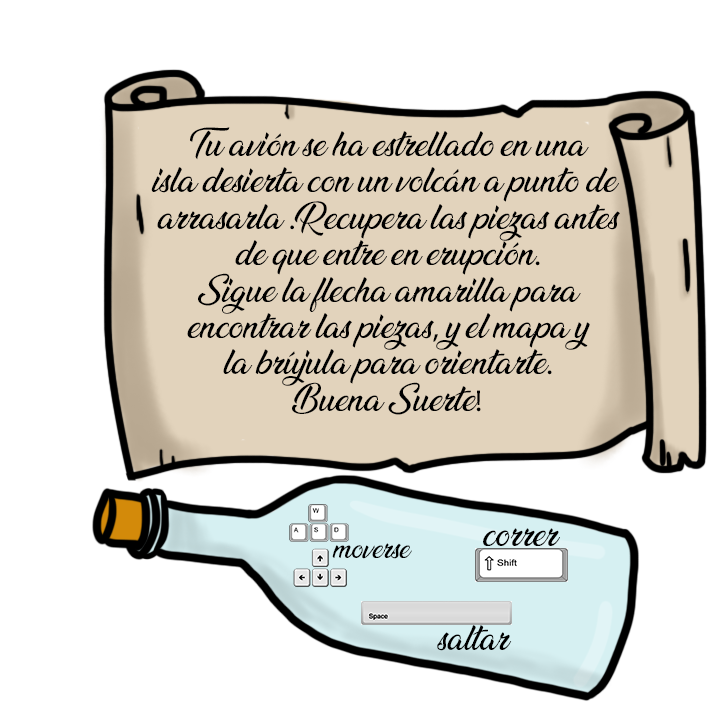 Tu avión se ha estrellado en una
isla desierta con un volcán a punto de
arrasarla .Recupera las piezas antes
de que entre en erupción.
Sigue la flecha amarilla para
encontrar las piezas, y el mapa y
la brújula para orientarte.
Buena Suerte!
W
A S D
moverse
correr
Shift
Space
saltar